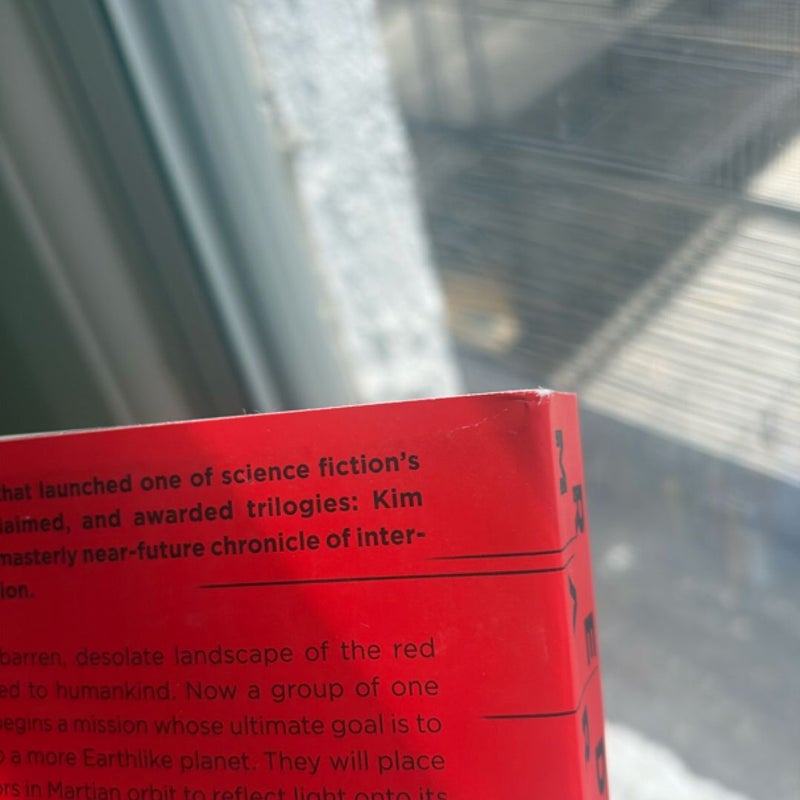 that launched one of science fiction's
laimed, and awarded trilogies: Kim
masterly near-future chronicle of inter-
ion.
barren, desolate landscape of the red
ed to humankind. Now a group of one
begins a mission whose ultimate goal is to
o a more Earthlike planet. They will place
ors in Martian orbit to reflect light onto its
R E D
M A R